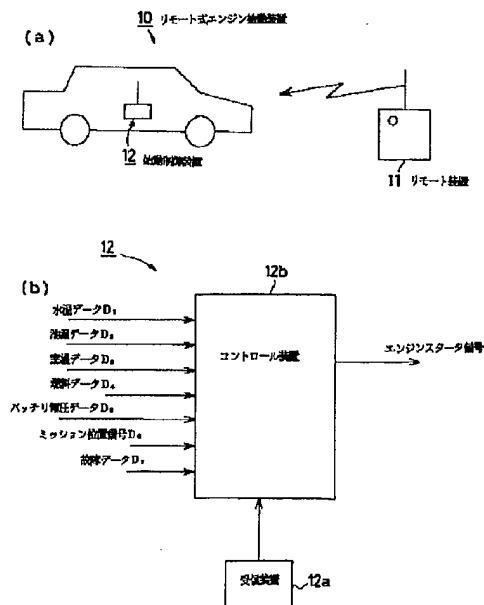 (a)
10 リモート式エンジン始動装置
12 始動制御装置
11 リモート装置
12
(b)
12b
水温データD₁
油温データD₂
室温データD₃
燃料データD₄
バッテリ電圧データD₅
ミッション位置信号D₆
故障データD₇
コントロール装置
エンジンスタータ信号
受信装置
12a